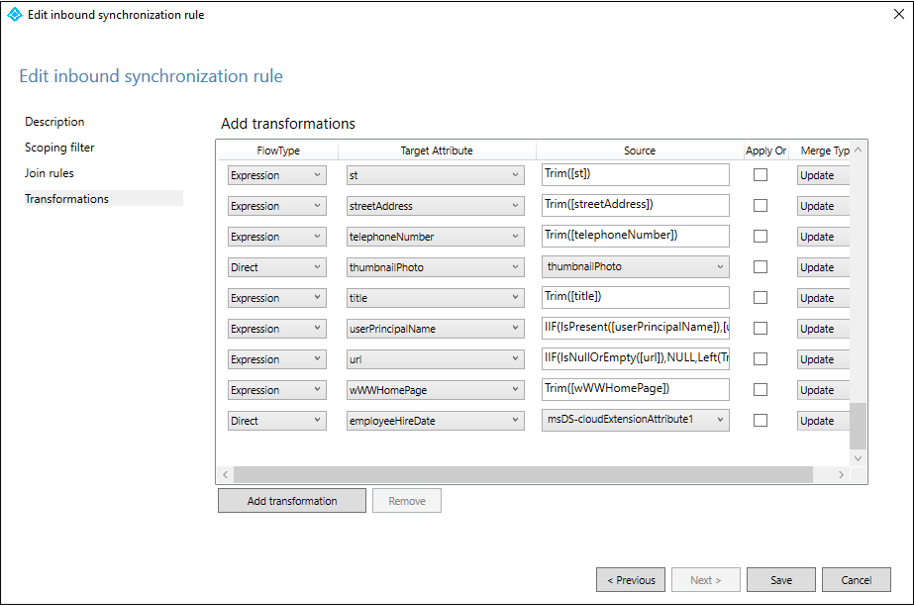 Edit inbound synchronization rule
Edit inbound synchronization rule
Description
Scoping filter
Join rules
Transformations
Add transformations
FlowType Target Attribute Source Apply Or Merge Typ
Expression st Trim([st]) Update
Expression streetAddress Trim([streetAddress]) Update
Expression telephoneNumber Trim([telephoneNumber]) Update
Direct thumbnailPhoto thumbnailPhoto Update
Expression title Trim([title]) Update
Expression userPrincipalName IIF(IsPresent([userPrincipalName]),[u Update
Expression url IIF(IsNullOrEmpty([url]),NULL,Left(Tr Update
Expression wWWHomePage Trim([wWWHomePage]) Update
Direct employeeHireDate msDS-cloudExtensionAttribute1 Update
Add transformation Remove
< Previous Next > Save Cancel